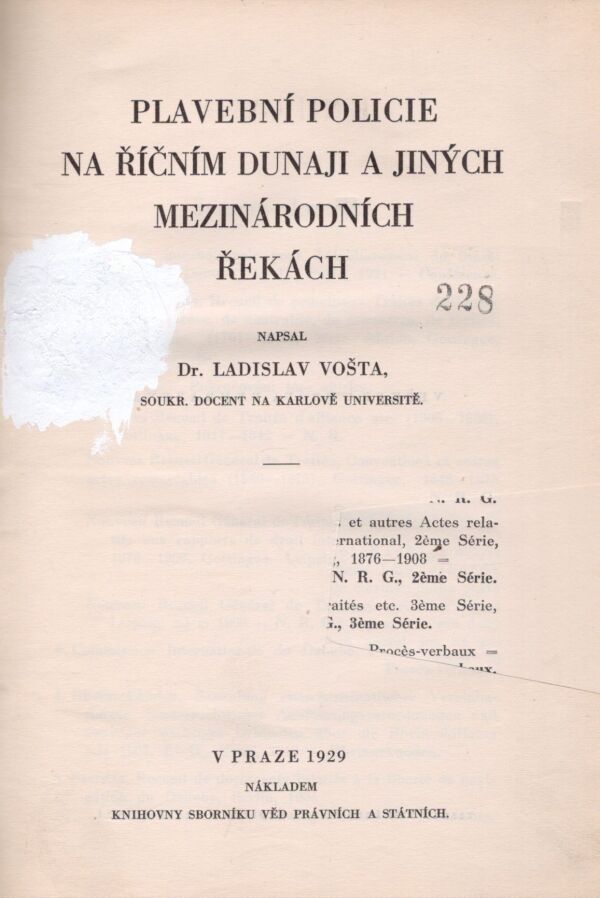 PLAVEBNÍ POLICIE
NA ŘÍČNÍM DUNAJI A JINÝCH
MEZINÁRODNÍCH
ŘEKÁCH
228
NAPSAL
Dr. LADISLAV VOŠTA,
SOUKR. DOCENT NA KARLOVĚ UNIVERSITĚ.
N. R. G.
et autres Actes rela-
ernational, 2ème Série,
, 1876—1908 =
N. R. G., 2ème Série.
raités etc. 3ème Série,
G., 3ème Série.
Procès-verbaux =
V PRAZE 1929
NÁKLADEM
KNIHOVNY SBORNÍKU VĚD PRÁVNÍCH A STÁTNÍCH.